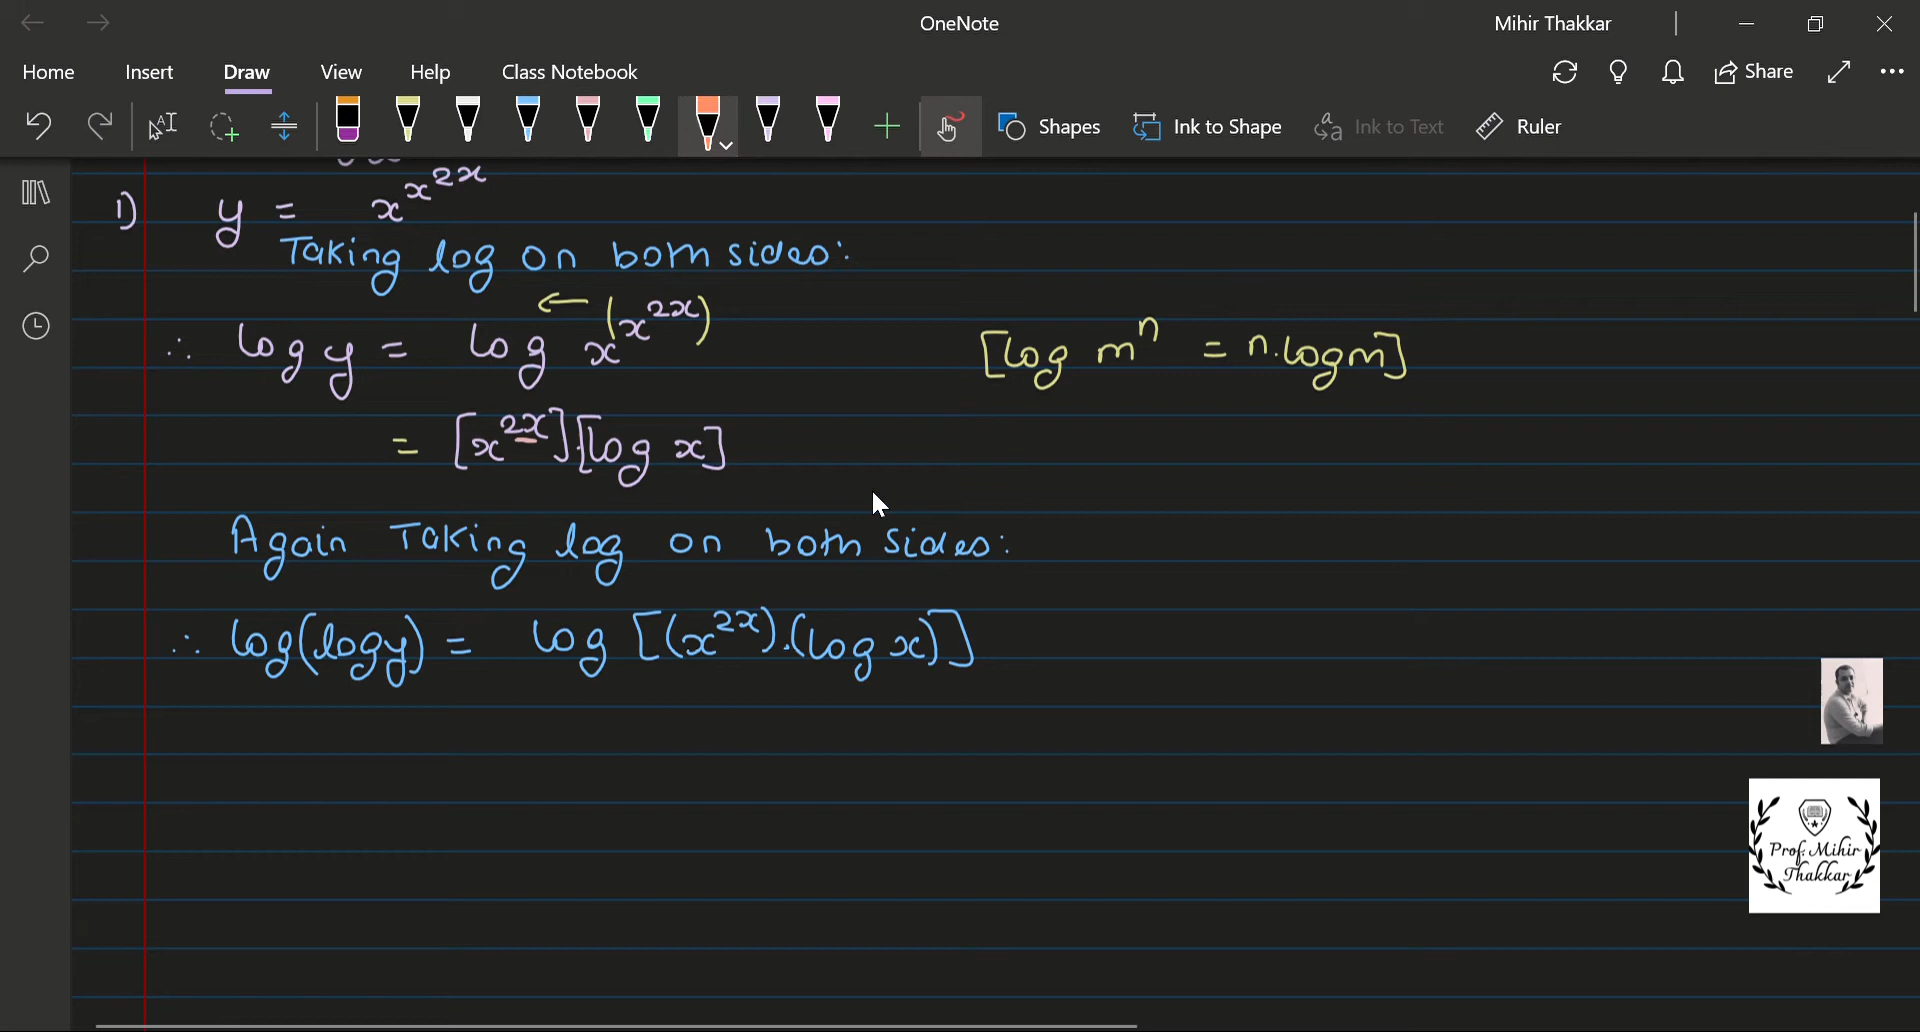 OneNote
Mihir Thakkar
Home Insert Draw View Help Class Notebook Share
Shapes Ink to Shape Ink to Text Ruler
1) y = x^x^2x
Taking log on both sides:
∴ log y = log x^(x^2x) [log m^n = n.log m]
= [x^2x].[log x]
Again Taking log on both sides:
∴ log(log y) = log [(x^2x).(log x)]
Prof. Mihir
Thakkar